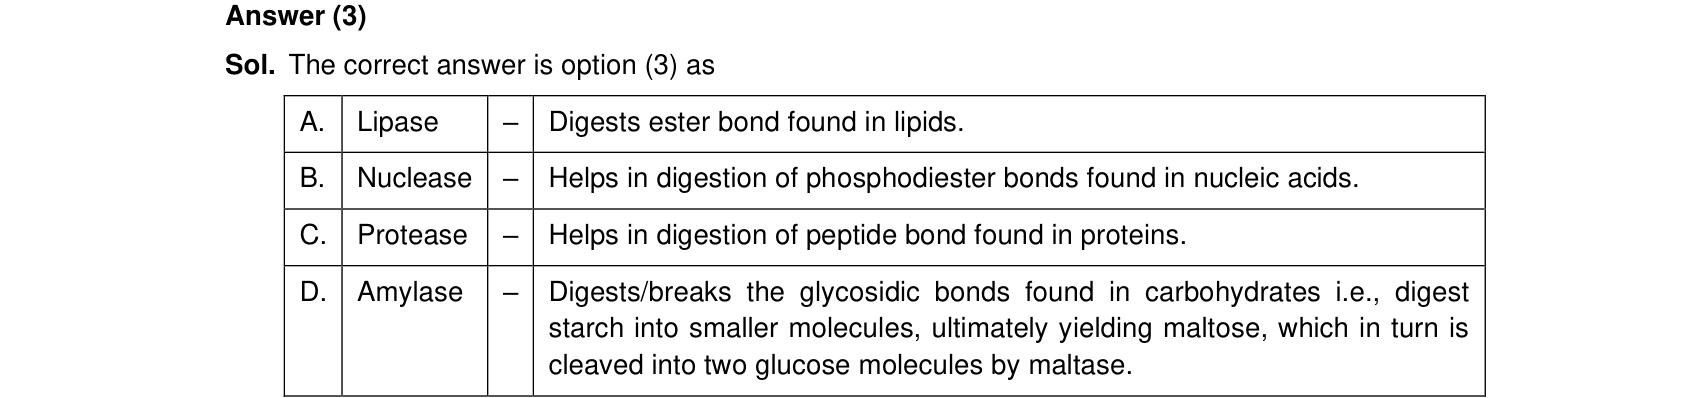 Answer (3)
Sol. The correct answer is option (3) as
A. Lipase – Digests ester bond found in lipids.
B. Nuclease – Helps in digestion of phosphodiester bonds found in nucleic acids.
C. Protease – Helps in digestion of peptide bond found in proteins.
D. Amylase – Digests/breaks the glycosidic bonds found in carbohydrates i.e., digest
starch into smaller molecules, ultimately yielding maltose, which in turn is
cleaved into two glucose molecules by maltase.